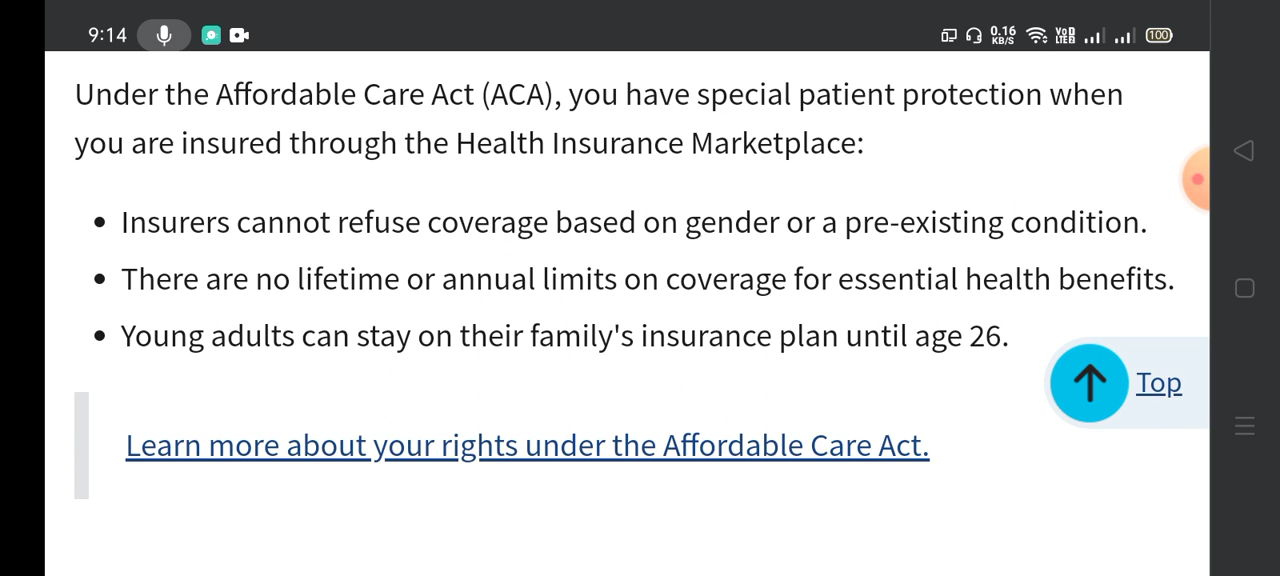 9:14
0.16
KB/S
VoD
LTE2
100
Under the Affordable Care Act (ACA), you have special patient protection when
you are insured through the Health Insurance Marketplace:
• Insurers cannot refuse coverage based on gender or a pre-existing condition.
• There are no lifetime or annual limits on coverage for essential health benefits.
• Young adults can stay on their family's insurance plan until age 26.
Top
Learn more about your rights under the Affordable Care Act.